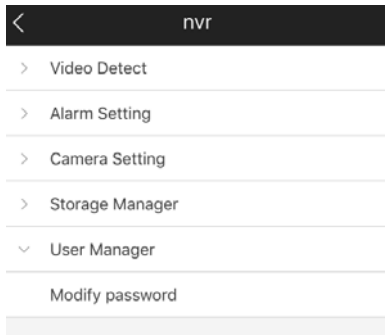 nvr
Video Detect
Alarm Setting
Camera Setting
Storage Manager
User Manager
Modify password